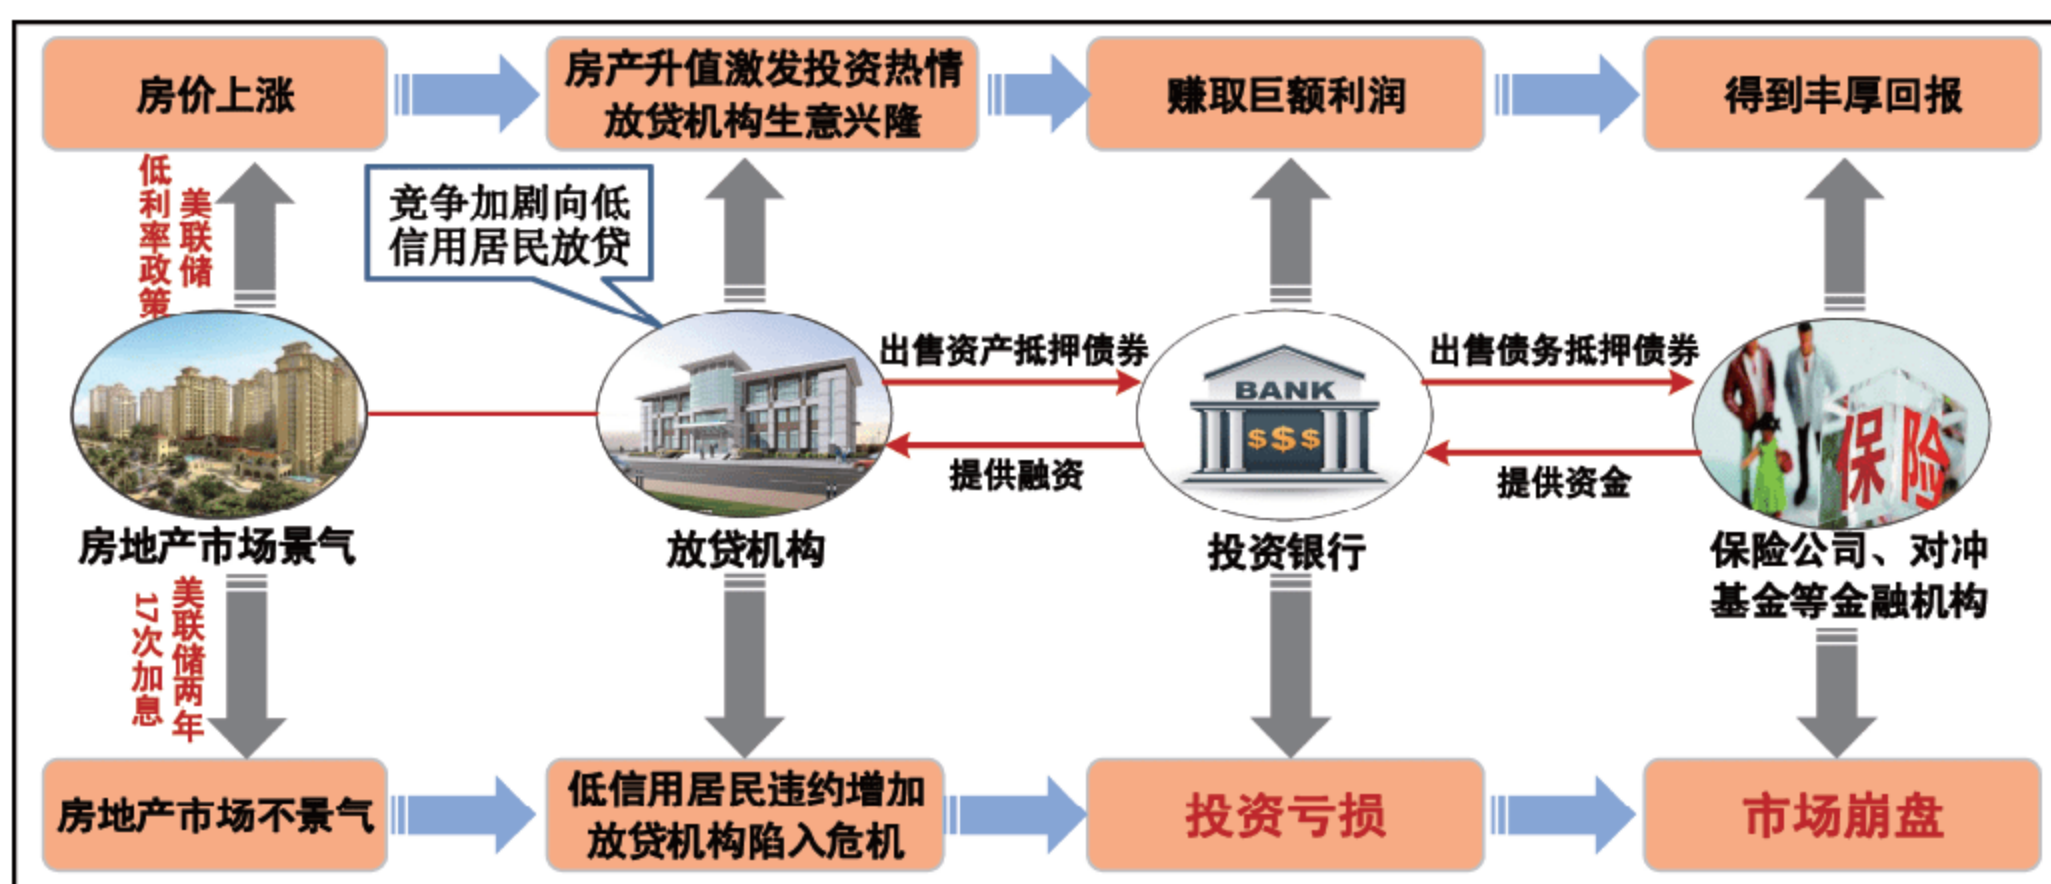 房价上涨
房产升值激发投资热情
放贷机构生意兴隆
赚取巨额利润
得到丰厚回报
美联储
低利率政策
竞争加剧向低
信用居民放贷
出售资产抵押债券
提供融资
BANK
$$$
出售债务抵押债券
提供资金
保险
房地产市场景气
放贷机构
投资银行
保险公司、对冲
基金等金融机构
美联储两年
17次加息
房地产市场不景气
低信用居民违约增加
放贷机构陷入危机
投资亏损
市场崩盘